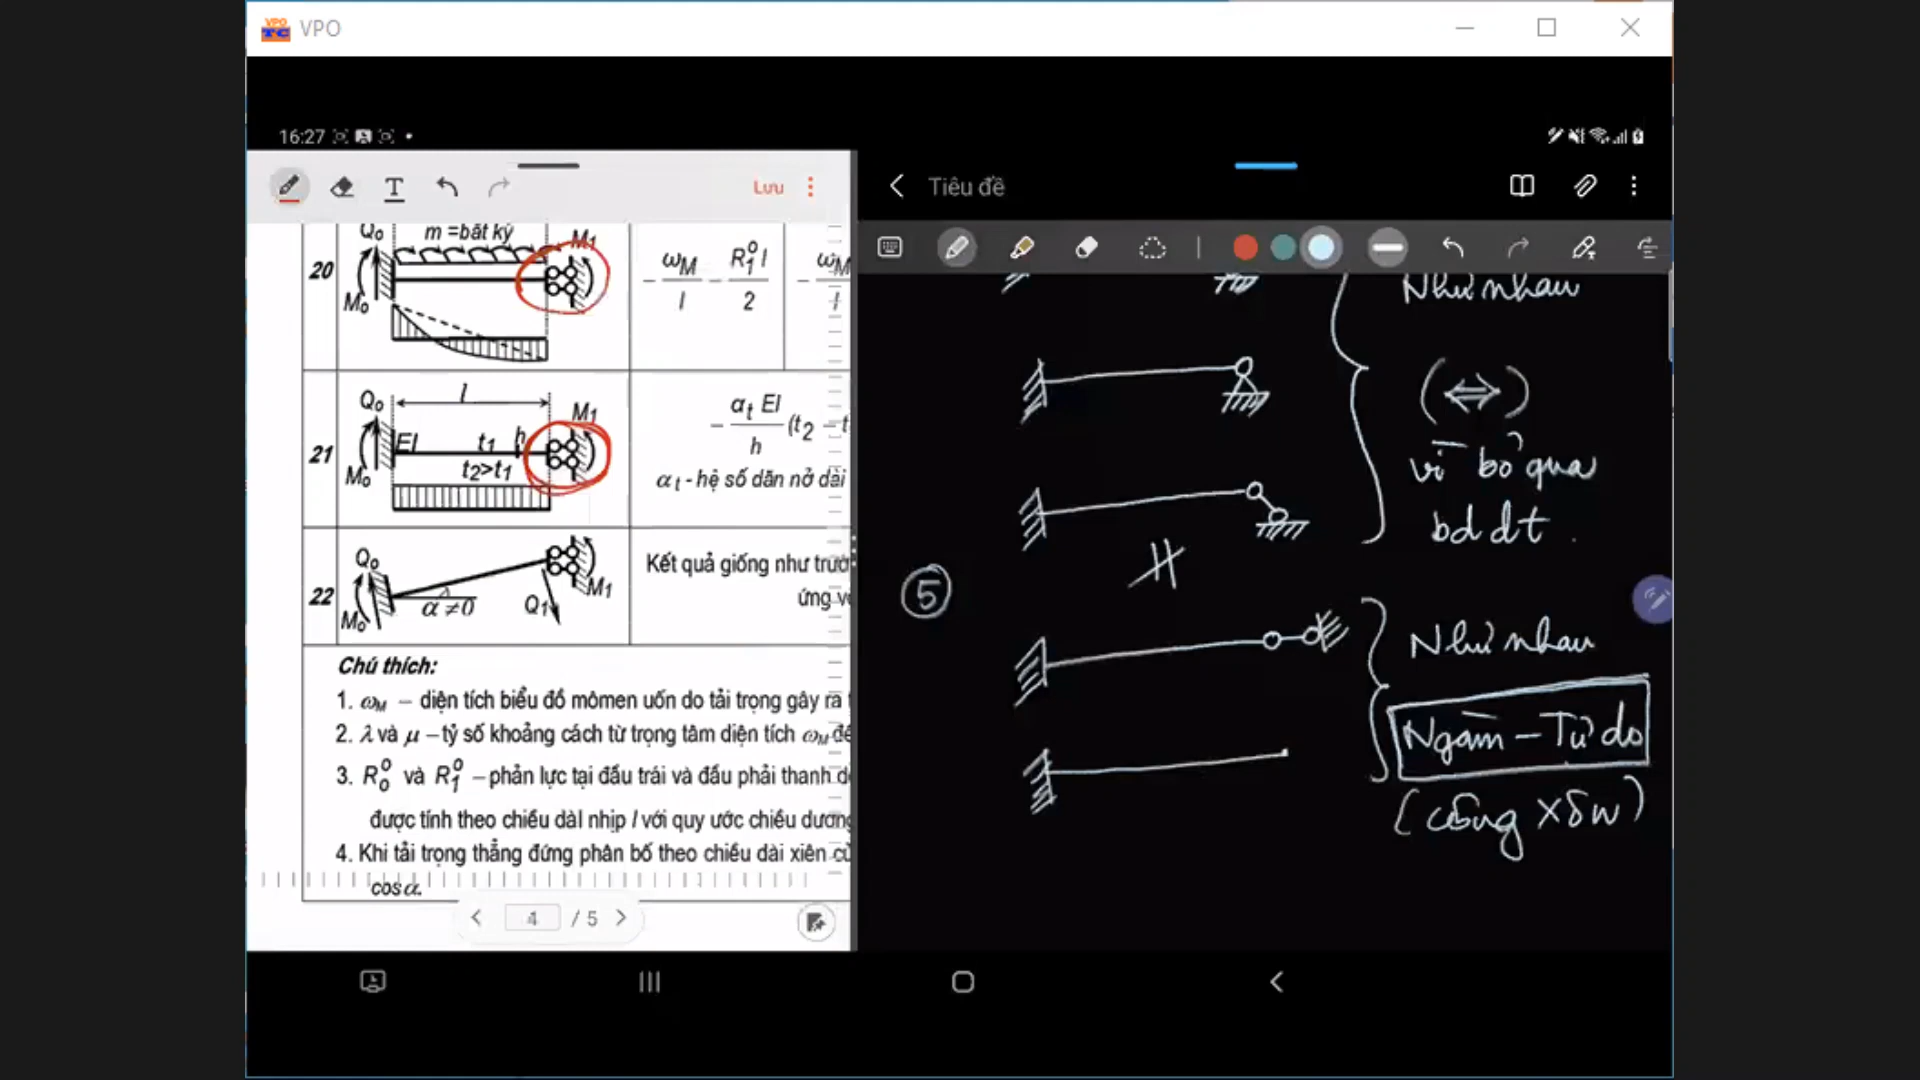 VPO
16:27
Lưu
Tiêu đề
20
Q₀
m =bất kỳ
M₁
M₀
- ω_M / l - R₁⁰ l / 2
- ω_M / l
21
l
Q₀
M₁
EI
t₁
h
t₂>t₁
M₀
- α_t EI / h (t₂ - t
α_t - hệ số dãn nở dài
22
Q₀
M₀
α ≠0
Q₁
M₁
Kết quả giống như trườ
ứng v
Chú thích:
1. ω_M – diện tích biểu đồ mômen uốn do tải trọng gây ra t
2. λ và μ – tỷ số khoảng cách từ trọng tâm diện tích ω_M đế
3. R₀⁰ và R₁⁰ – phản lực tại đầu trái và đầu phải thanh đ
được tính theo chiều dàI nhịp l với quy ước chiều dương
4. Khi tải trọng thẳng đứng phân bố theo chiều dài xiên củ
cosα.
4 / 5
Như nhau
(⇔)
vì bỏ qua
bd dt.
5
Như nhau
Ngàm – Tự do